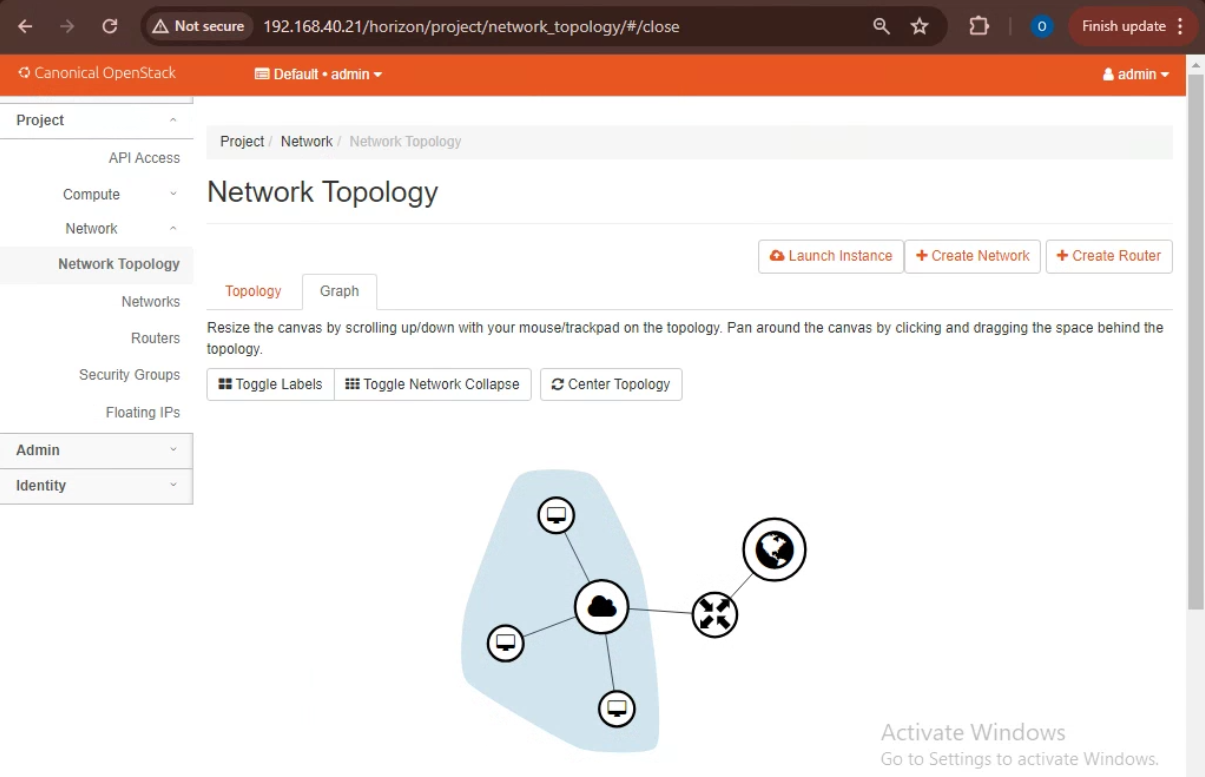 Not secure 192.168.40.21/horizon/project/network_topology/#/close O Finish update
Canonical OpenStack Default • admin admin
Project
API Access
Compute
Network
Network Topology
Networks
Routers
Security Groups
Floating IPs
Admin
Identity
Project / Network / Network Topology
Network Topology
Launch Instance + Create Network + Create Router
Topology Graph
Resize the canvas by scrolling up/down with your mouse/trackpad on the topology. Pan around the canvas by clicking and dragging the space behind the
topology.
Toggle Labels Toggle Network Collapse Center Topology
Activate Windows
Go to Settings to activate Windows.